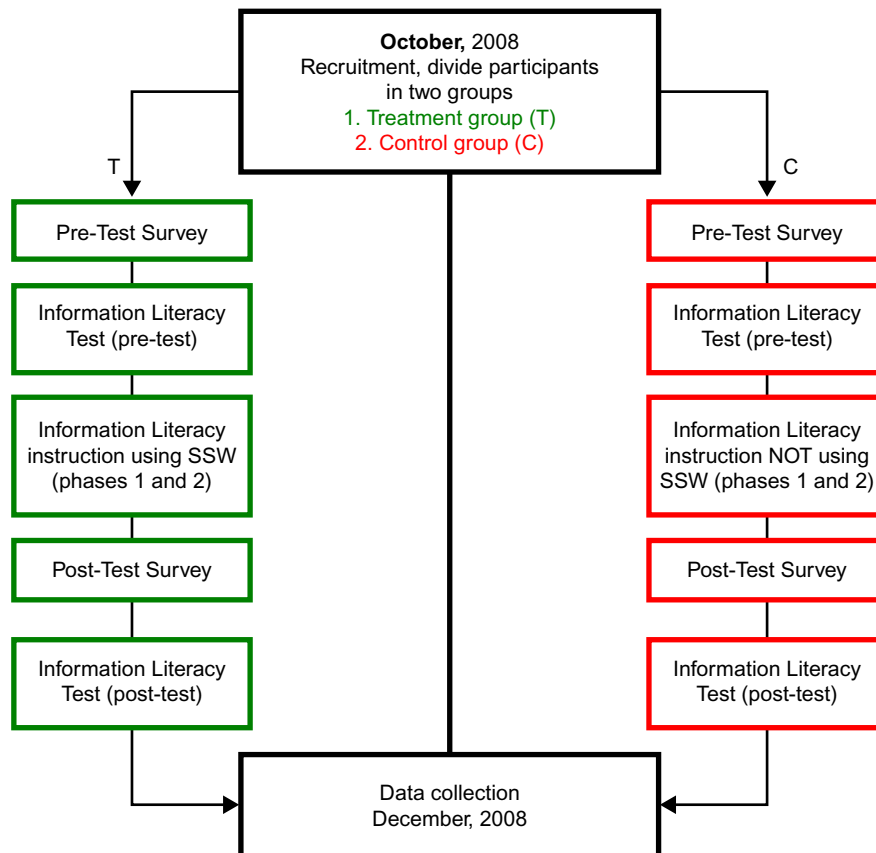 October, 2008
Recruitment, divide participants
in two groups
1. Treatment group (T)
2. Control group (C)
T
C
Pre-Test Survey
Information Literacy
Test (pre-test)
Information Literacy
instruction using SSW
(phases 1 and 2)
Post-Test Survey
Information Literacy
Test (post-test)
Pre-Test Survey
Information Literacy
Test (pre-test)
Information Literacy
instruction NOT using
SSW (phases 1 and 2)
Post-Test Survey
Information Literacy
Test (post-test)
Data collection
December, 2008